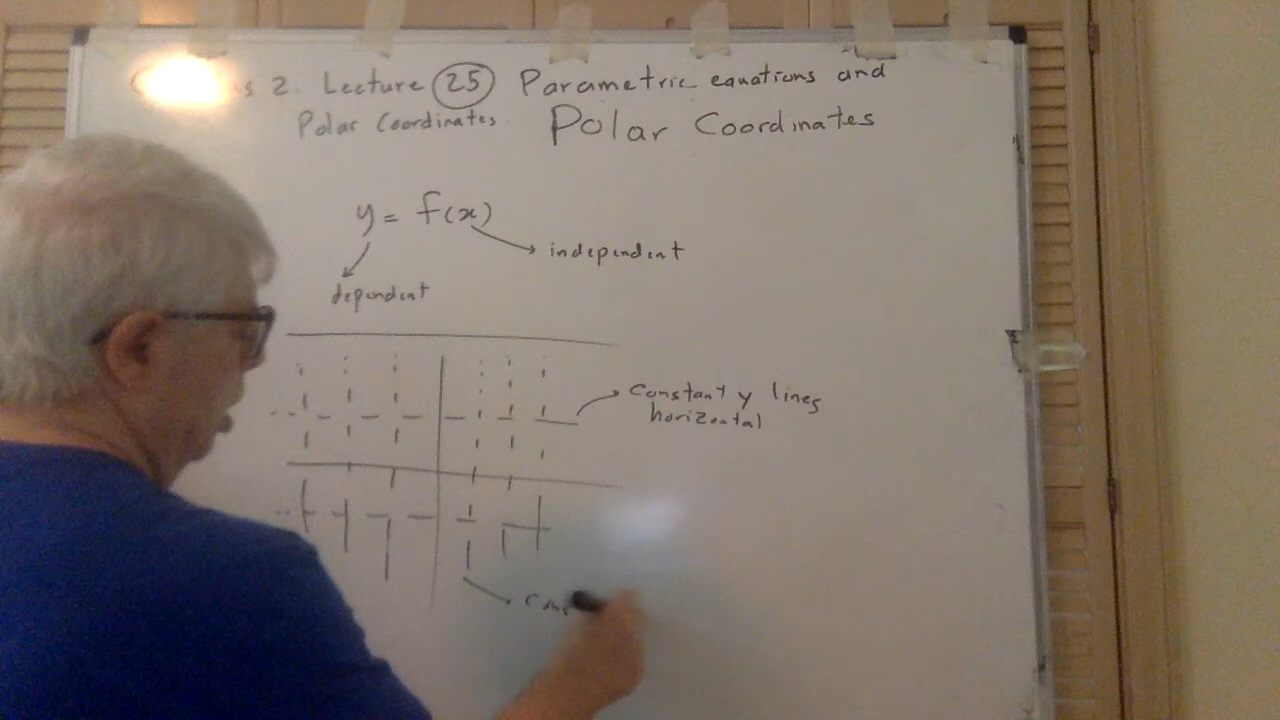 2. Lecture 25 Parametric equations and
Polar Coordinates. Polar Coordinates
y = f(x)
independent
dependent
Constant y lines
horizontal